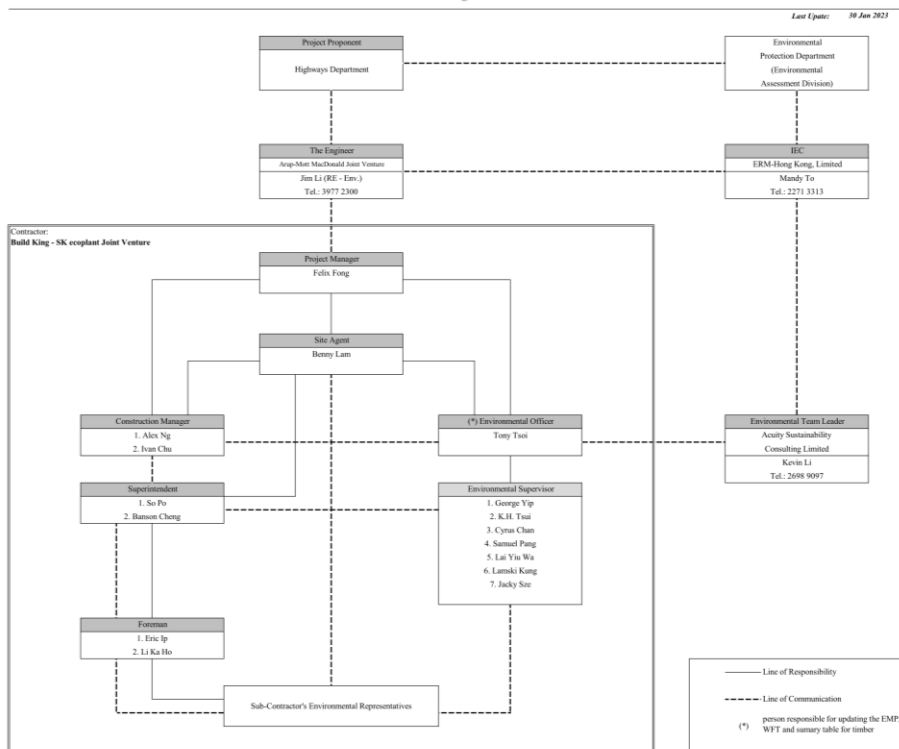 Last Upate: 30 Jan 2023
Project Proponent
Highways Department
Environmental
Protection Department
(Environmental
Assessment Division)
The Engineer
Arup-Mott MacDonald Joint Venture
Jim Li (RE - Env.)
Tel.: 3977 2300
IEC
ERM-Hong Kong, Limited
Mandy To
Tel.: 2271 3313
Contractor:
Build King - SK ecoplant Joint Venture
Project Manager
Felix Fong
Site Agent
Benny Lam
Construction Manager
1. Alex Ng
2. Ivan Chu
(*) Environmental Officer
Tony Tsoi
Environmental Team Leader
Acuity Sustainability
Consulting Limited
Kevin Li
Tel.: 2698 9097
Superintendent
1. So Po
2. Banson Cheng
Environmental Supervisor
1. George Yip
2. K.H. Tsui
3. Cyrus Chan
4. Samuel Pang
5. Lai Yiu Wa
6. Lamski Kung
7. Jacky Sze
Foreman
1. Eric Ip
2. Li Ka Ho
Sub-Contractor's Environmental Representatives
Line of Responsibility
Line of Communication
(*) person responsible for updating the EMP,
WFT and sumary table for timber